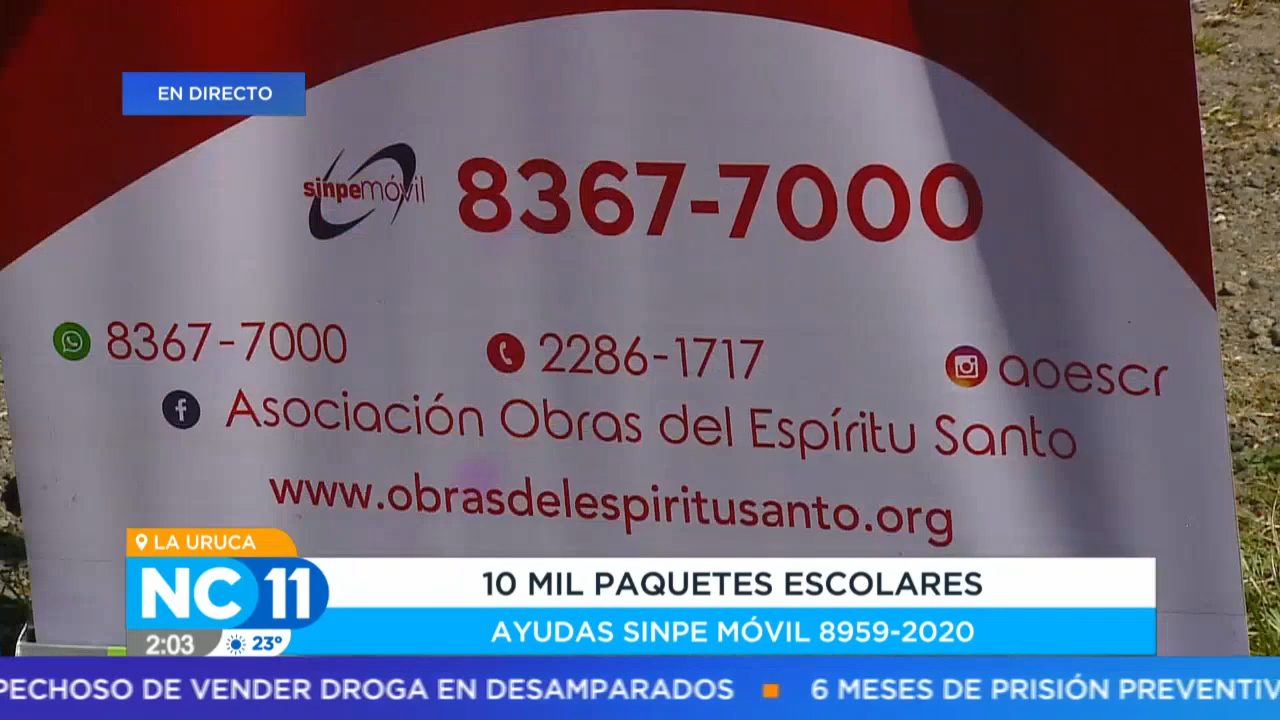 EN DIRECTO
sinpemóvil 8367-7000
8367-7000 2286-1717 aoescr
Asociación Obras del Espíritu Santo
www.obrasdelespiritusanto.org
LA URUCA
NC 11
10 MIL PAQUETES ESCOLARES
AYUDAS SINPE MÓVIL 8959-2020
2:03 23°
PECHOSO DE VENDER DROGA EN DESAMPARADOS 6 MESES DE PRISIÓN PREVENTIV